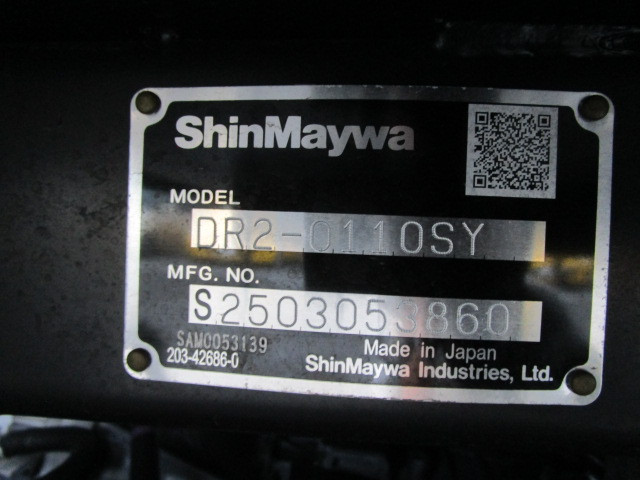 ShinMaywa
MODEL
DR2-0110SY
MFG. NO.
S2503053860
SAM0053139
203-42686-0
Made in Japan
ShinMaywa Industries, Ltd.